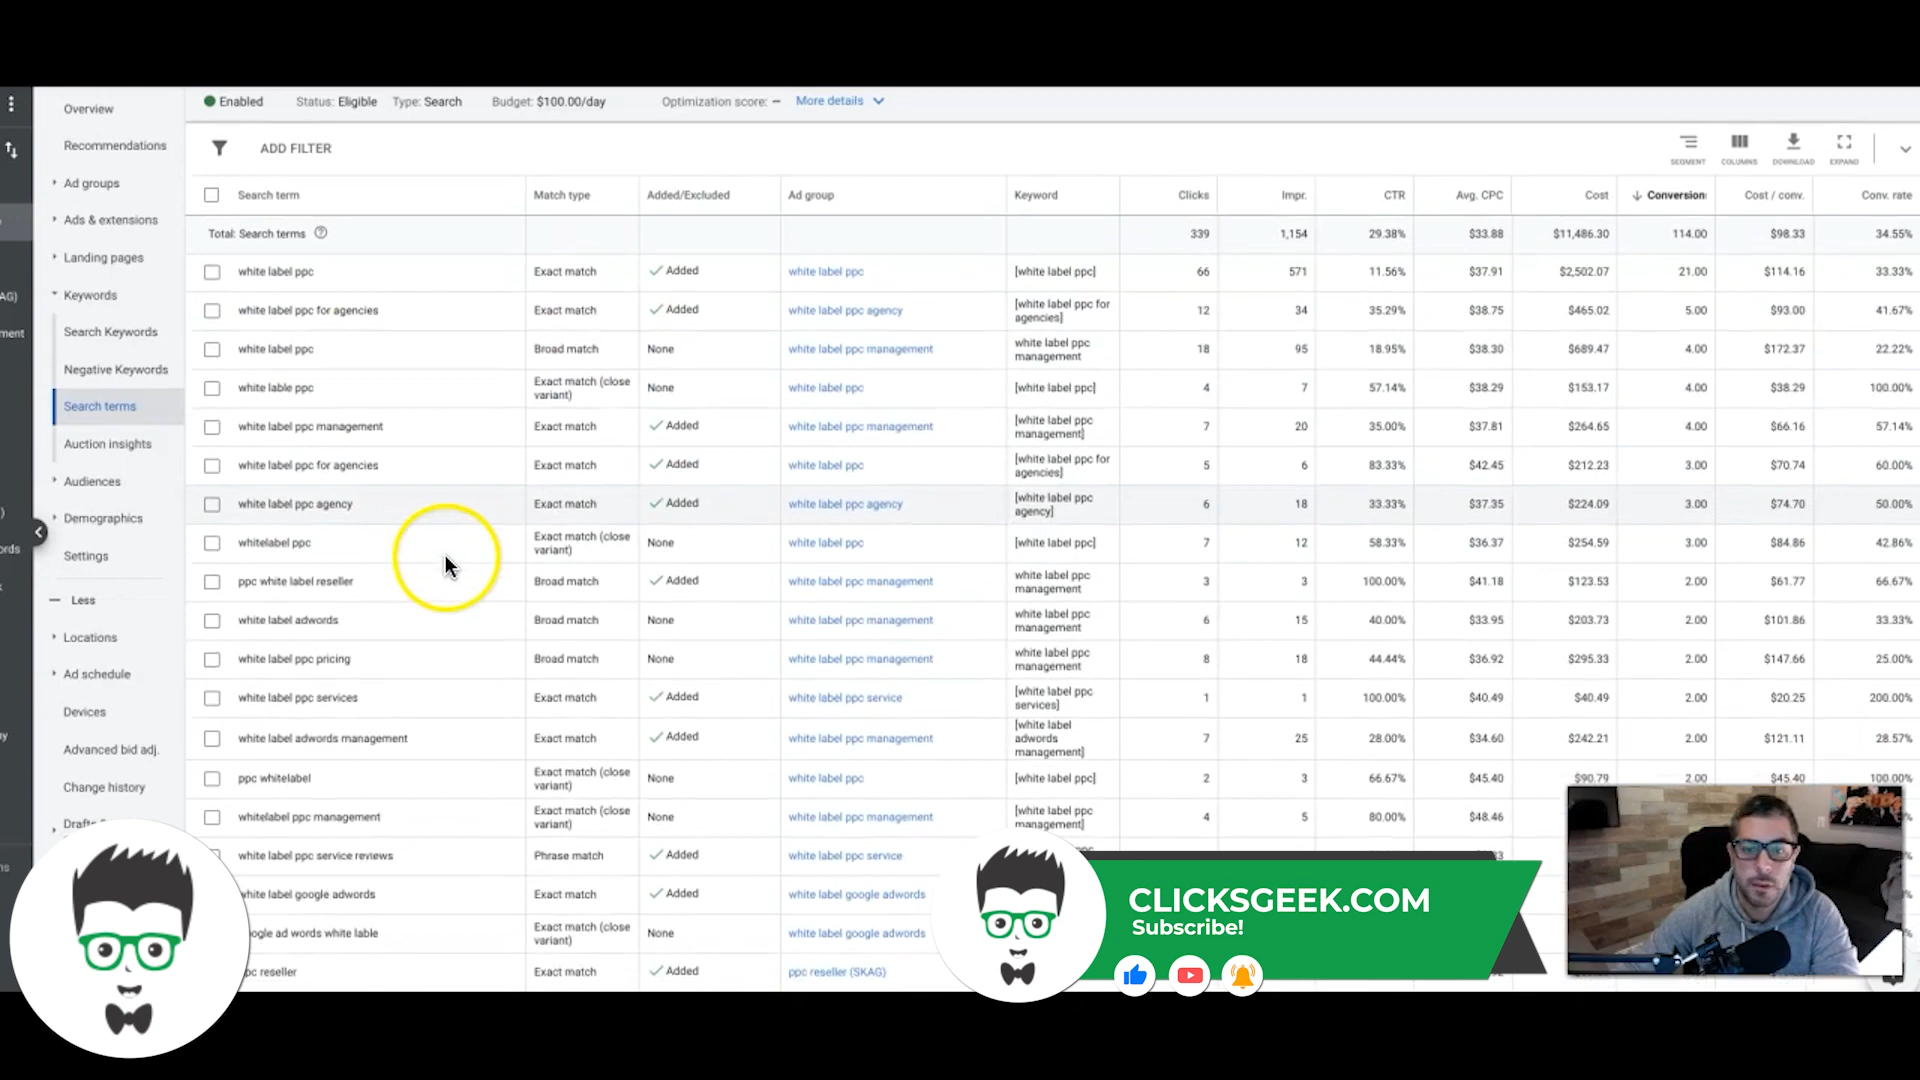 Enabled Status: Eligible Type: Search Budget: $100.00/day Optimization score: – More details
ADD FILTER
SEGMENT COLUMNS DOWNLOAD EXPAND
Overview
Recommendations
Ad groups
Ads & extensions
Landing pages
Keywords
Search Keywords
Negative Keywords
Search terms
Auction insights
Audiences
Demographics
Settings
Less
Locations
Ad schedule
Devices
Advanced bid adj.
Change history
Search term Match type Added/Excluded Ad group Keyword Clicks Impr. CTR Avg. CPC Cost Conversion: Cost / conv. Conv. rate
Total: Search terms 339 1,154 29.38% $33.88 $11,486.30 114.00 $98.33 34.55%
white label ppc Exact match Added white label ppc [white label ppc] 66 571 11.56% $37.91 $2,502.07 21.00 $114.16 33.33%
white label ppc for agencies Exact match Added white label ppc agency [white label ppc for agencies] 12 34 35.29% $38.75 $465.02 5.00 $93.00 41.67%
white label ppc Broad match None white label ppc management white label ppc management 18 95 18.95% $38.30 $689.47 4.00 $172.37 22.22%
white lable ppc Exact match (close variant) None white label ppc [white label ppc] 4 7 57.14% $38.29 $153.17 4.00 $38.29 100.00%
white label ppc management Exact match Added white label ppc management [white label ppc management] 7 20 35.00% $37.81 $264.65 4.00 $66.16 57.14%
white label ppc for agencies Exact match Added white label ppc [white label ppc for agencies] 5 6 83.33% $42.45 $212.23 3.00 $70.74 60.00%
white label ppc agency Exact match Added white label ppc agency [white label ppc agency] 6 18 33.33% $37.35 $224.09 3.00 $74.70 50.00%
whitelabel ppc Exact match (close variant) None white label ppc [white label ppc] 7 12 58.33% $36.37 $254.59 3.00 $84.86 42.86%
ppc white label reseller Broad match Added white label ppc management white label ppc management 3 3 100.00% $41.18 $123.53 2.00 $61.77 66.67%
white label adwords Broad match None white label ppc management white label ppc management 6 15 40.00% $33.95 $203.73 2.00 $101.86 33.33%
white label ppc pricing Broad match None white label ppc management white label ppc management 8 18 44.44% $36.92 $295.33 2.00 $147.66 25.00%
white label ppc services Exact match Added white label ppc service [white label ppc services] 1 1 100.00% $40.49 $40.49 2.00 $20.25 200.00%
white label adwords management Exact match Added white label ppc management [white label adwords management] 7 25 28.00% $34.60 $242.21 2.00 $121.11 28.57%
ppc whitelabel Exact match (close variant) None white label ppc [white label ppc] 2 3 66.67% $45.40 $90.79 2.00 $45.40 100.00%
whitelabel ppc management Exact match (close variant) None white label ppc management [white label ppc management] 4 5 80.00% $48.46
white label ppc service reviews Phrase match Added white label ppc service
white label google adwords Exact match Added white label google adwords
ad words white lable Exact match (close variant) None white label google adwords
reseller Exact match Added ppc reseller (SKAG)
CLICKSGEEK.COM
Subscribe!